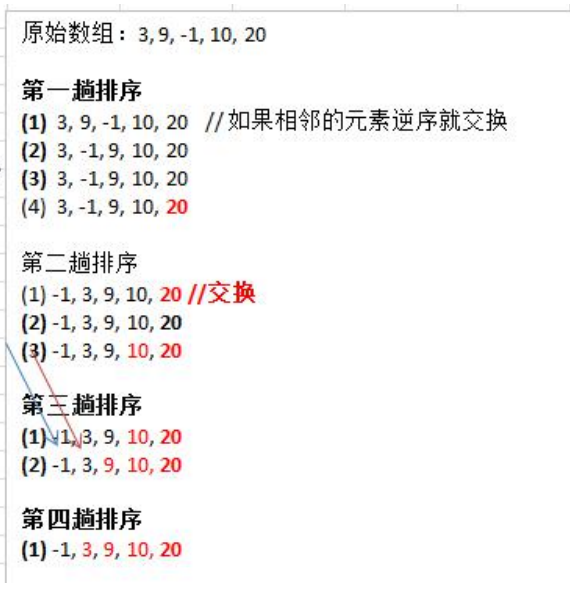 原始数组：3, 9, -1, 10, 20
第一趟排序
(1) 3, 9, -1, 10, 20 //如果相邻的元素逆序就交换
(2) 3, -1, 9, 10, 20
(3) 3, -1, 9, 10, 20
(4) 3, -1, 9, 10, 20
第二趟排序
(1) -1, 3, 9, 10, 20 //交换
(2) -1, 3, 9, 10, 20
(3) -1, 3, 9, 10, 20
第三趟排序
(1) -1, 3, 9, 10, 20
(2) -1, 3, 9, 10, 20
第四趟排序
(1) -1, 3, 9, 10, 20